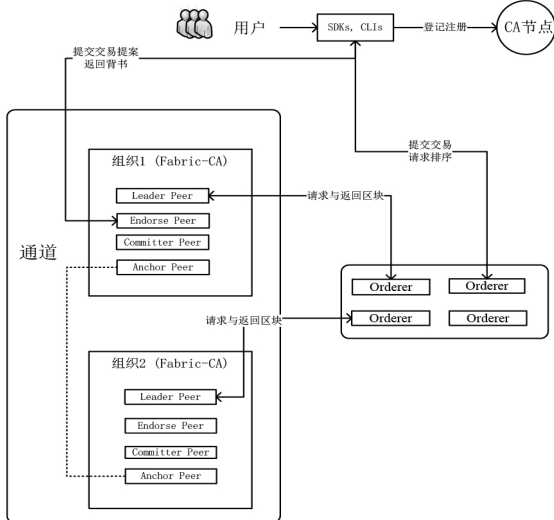 用户
SDKs, CLIs
登记注册
CA节点
提交交易提案
返回背书
提交交易
请求排序
通道
组织1 (Fabric-CA)
Leader Peer
Endorse Peer
Committer Peer
Anchor Peer
请求与返回区块
Orderer
Orderer
Orderer
Orderer
请求与返回区块
组织2 (Fabric-CA)
Leader Peer
Endorse Peer
Committer Peer
Anchor Peer